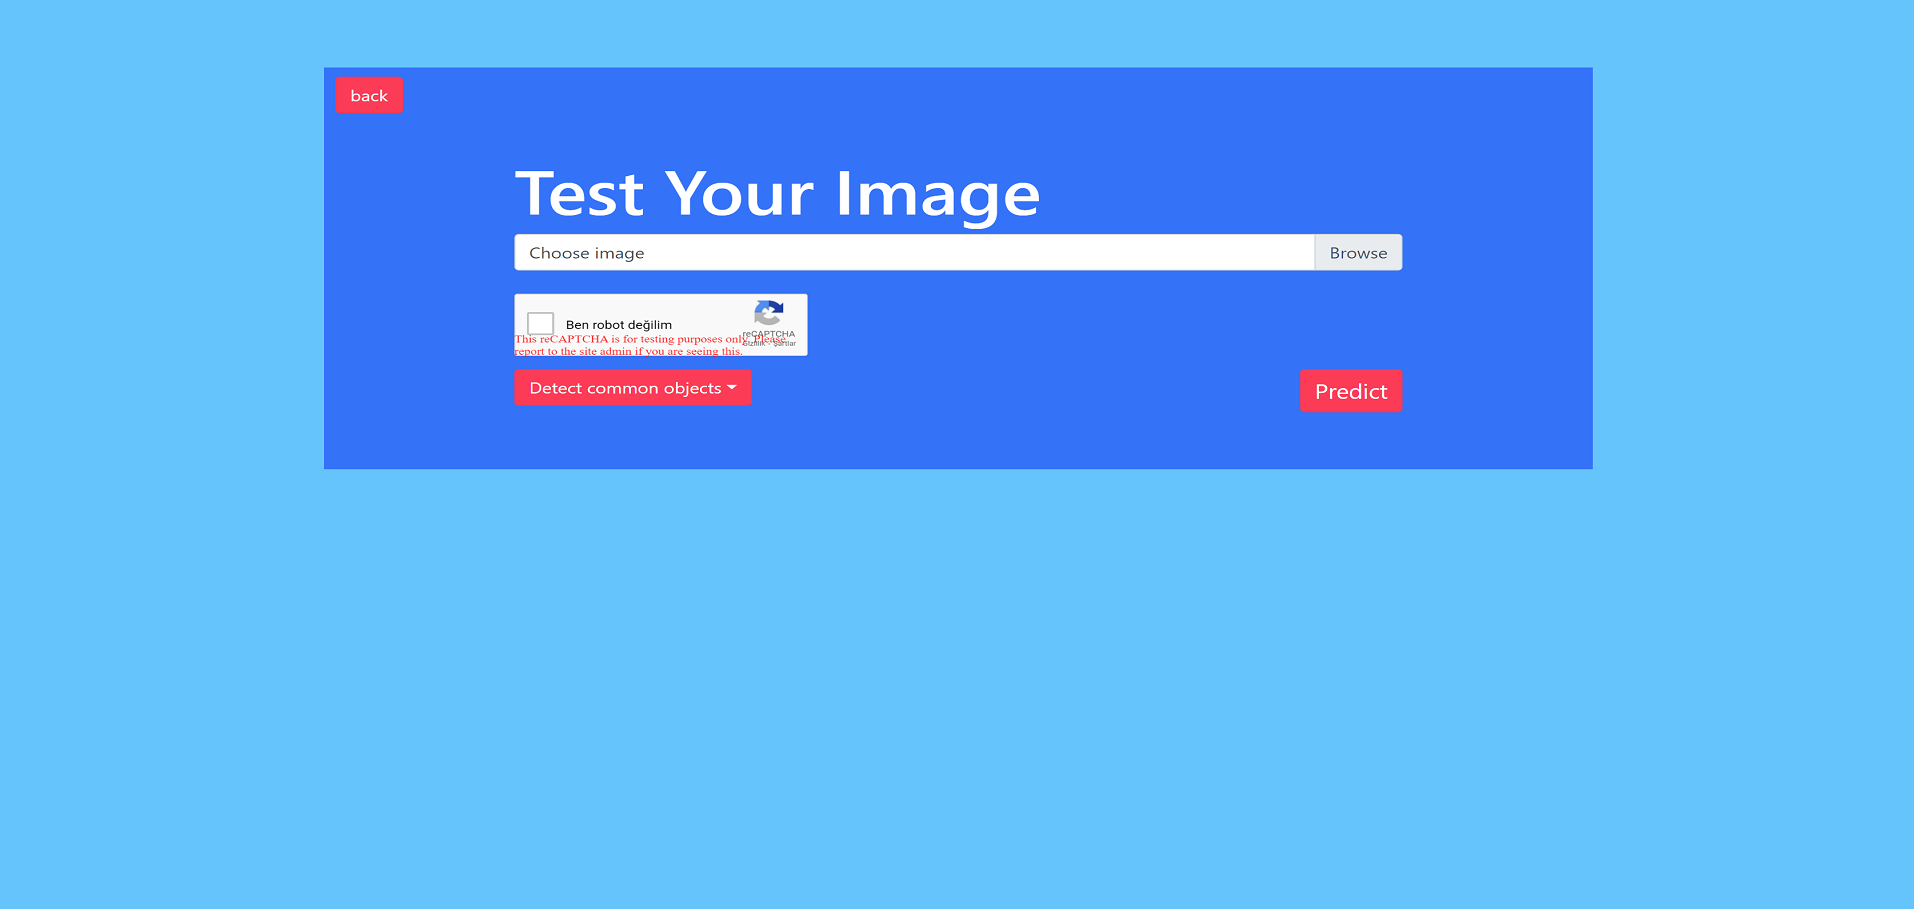 back
Test Your Image
Choose image
Browse
Ben robot değilim
reCAPTCHA
Gizlilik - Şartlar
This reCAPTCHA is for testing purposes only. Please
report to the site admin if you are seeing this.
Detect common objects
Predict